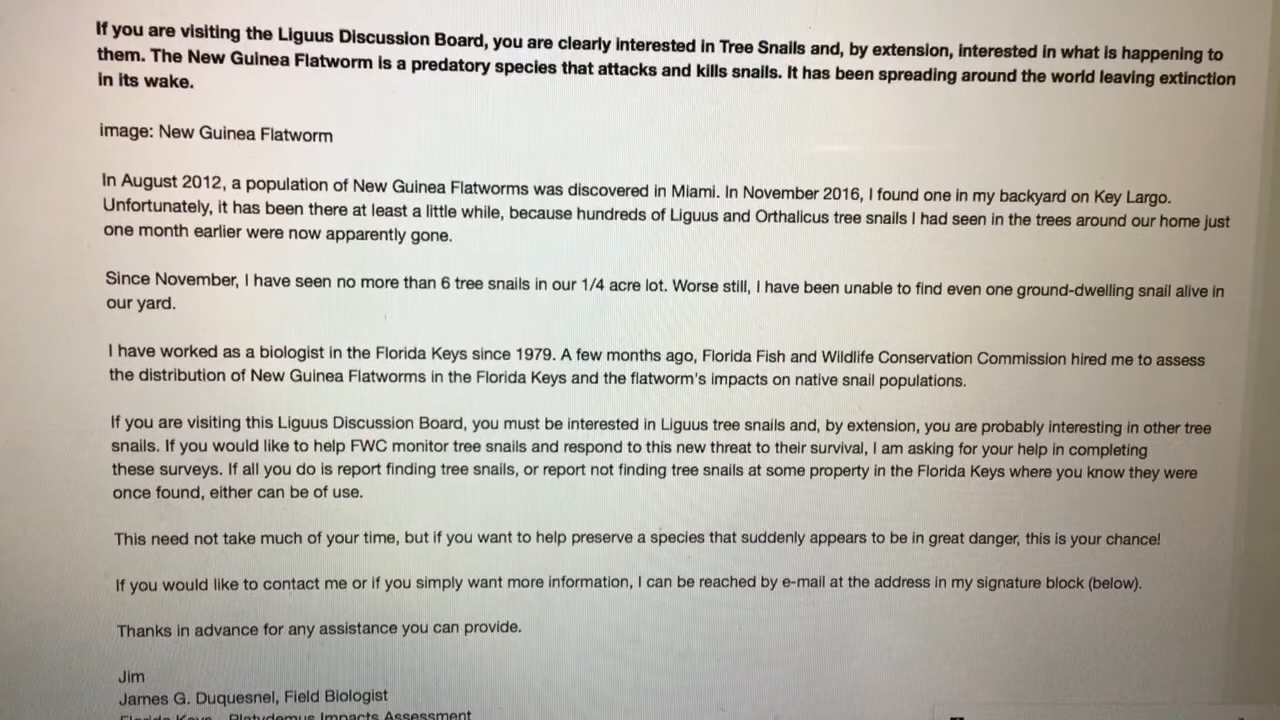 If you are visiting the Liguus Discussion Board, you are clearly interested in Tree Snails and, by extension, interested in what is happening to
them. The New Guinea Flatworm is a predatory species that attacks and kills snails. It has been spreading around the world leaving extinction
in its wake.
image: New Guinea Flatworm
In August 2012, a population of New Guinea Flatworms was discovered in Miami. In November 2016, I found one in my backyard on Key Largo.
Unfortunately, it has been there at least a little while, because hundreds of Liguus and Orthalicus tree snails I had seen in the trees around our home just
one month earlier were now apparently gone.
Since November, I have seen no more than 6 tree snails in our 1/4 acre lot. Worse still, I have been unable to find even one ground-dwelling snail alive in
our yard.
I have worked as a biologist in the Florida Keys since 1979. A few months ago, Florida Fish and Wildlife Conservation Commission hired me to assess
the distribution of New Guinea Flatworms in the Florida Keys and the flatworm's impacts on native snail populations.
If you are visiting this Liguus Discussion Board, you must be interested in Liguus tree snails and, by extension, you are probably interesting in other tree
snails. If you would like to help FWC monitor tree snails and respond to this new threat to their survival, I am asking for your help in completing
these surveys. If all you do is report finding tree snails, or report not finding tree snails at some property in the Florida Keys where you know they were
once found, either can be of use.
This need not take much of your time, but if you want to help preserve a species that suddenly appears to be in great danger, this is your chance!
If you would like to contact me or if you simply want more information, I can be reached by e-mail at the address in my signature block (below).
Thanks in advance for any assistance you can provide.
Jim
James G. Duquesnel, Field Biologist
Florida Keys - Platydemus Impacts Assessment